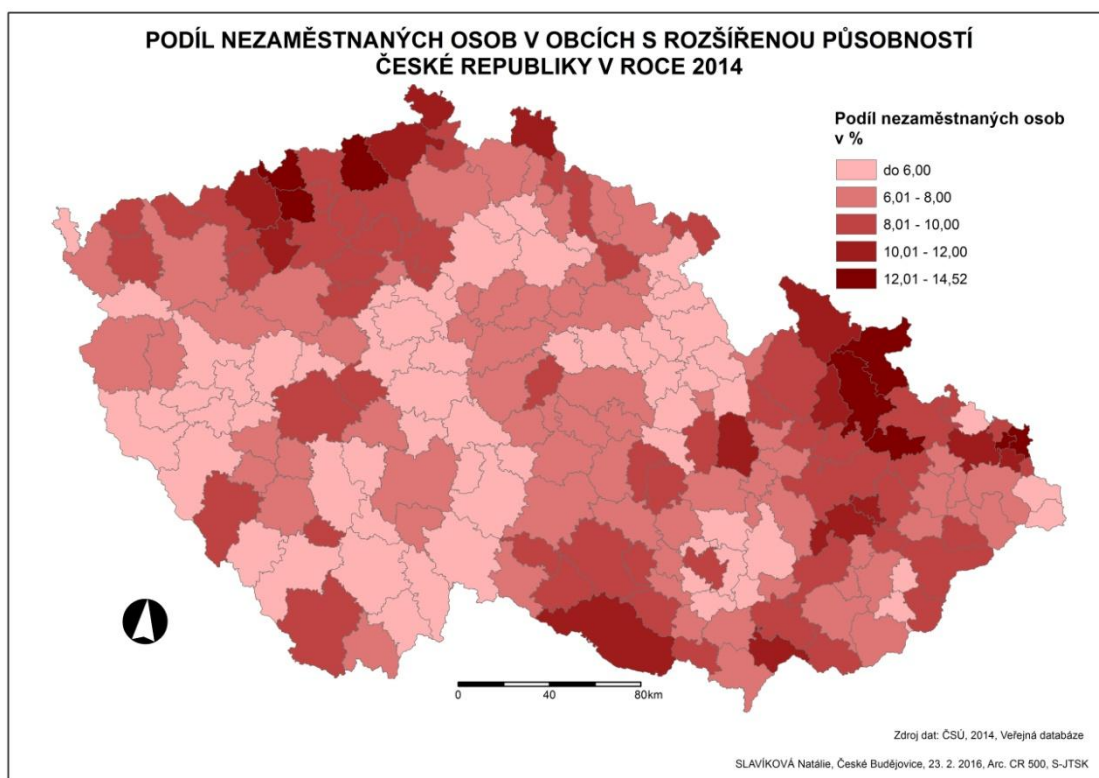 PODÍL NEZAMĚSTNANÝCH OSOB V OBCÍCH S ROZŠÍŘENOU PŮSOBNOSTÍ
ČESKÉ REPUBLIKY V ROCE 2014
Podíl nezaměstnaných osob
v %
do 6,00
6,01 - 8,00
8,01 - 10,00
10,01 - 12,00
12,01 - 14,52
0 40 80km
Zdroj dat: ČSÚ, 2014, Veřejná databáze
SLAVÍKOVÁ Natálie, České Budějovice, 23. 2. 2016, Arc. CR 500, S-JTSK